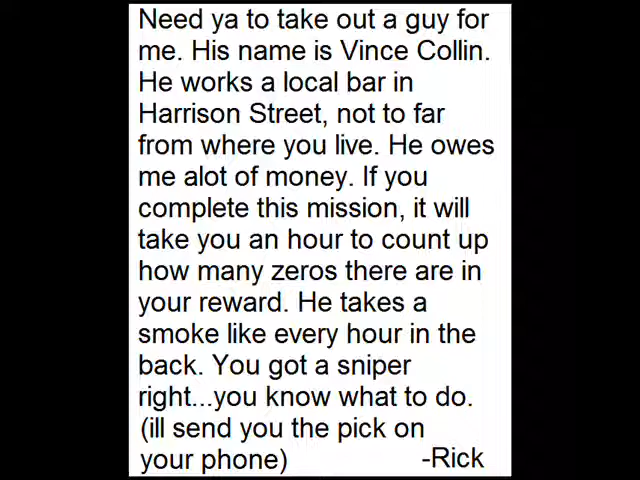 Need ya to take out a guy for
me. His name is Vince Collin.
He works a local bar in
Harrison Street, not to far
from where you live. He owes
me alot of money. If you
complete this mission, it will
take you an hour to count up
how many zeros there are in
your reward. He takes a
smoke like every hour in the
back. You got a sniper
right...you know what to do.
(ill send you the pick on
your phone) -Rick